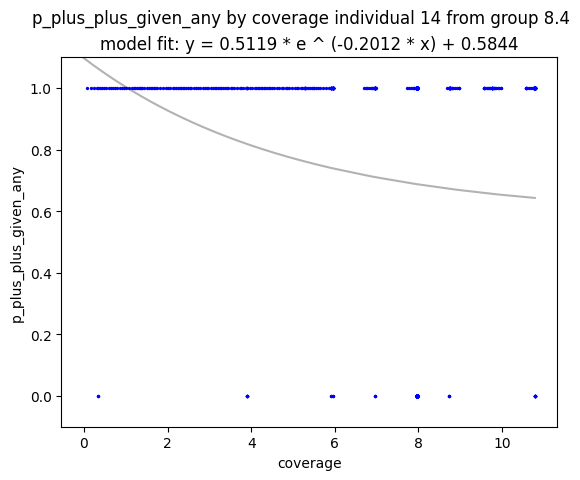 p_plus_plus_given_any by coverage individual 14 from group 8.4
model fit: y = 0.5119 * e ^ (-0.2012 * x) + 0.5844
1.0
0.8
0.6
0.4
0.2
0.0
p_plus_plus_given_any
0 2 4 6 8 10
coverage